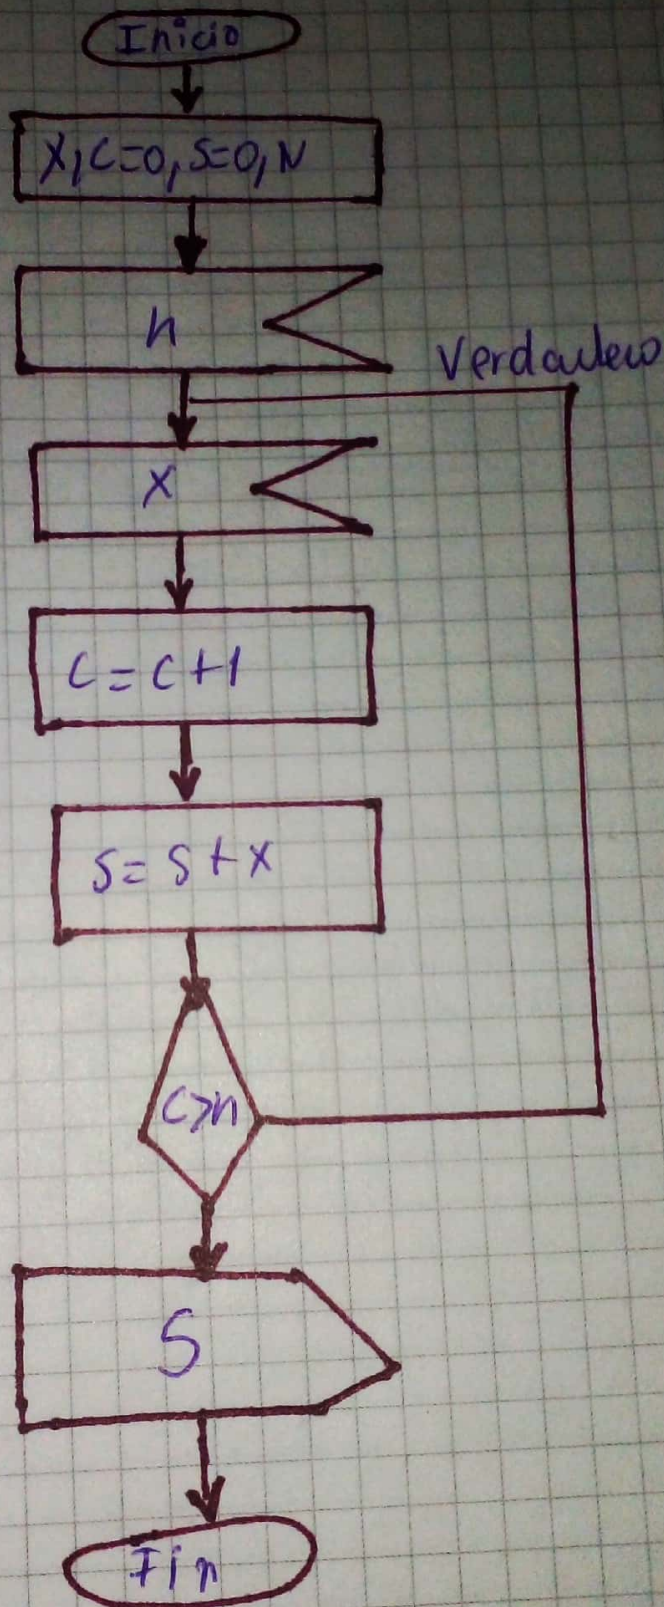 Inicio
X, C=0, S=0, N
n
Verdadero
X
C = C + 1
S = S + X
C>n
S
Fin